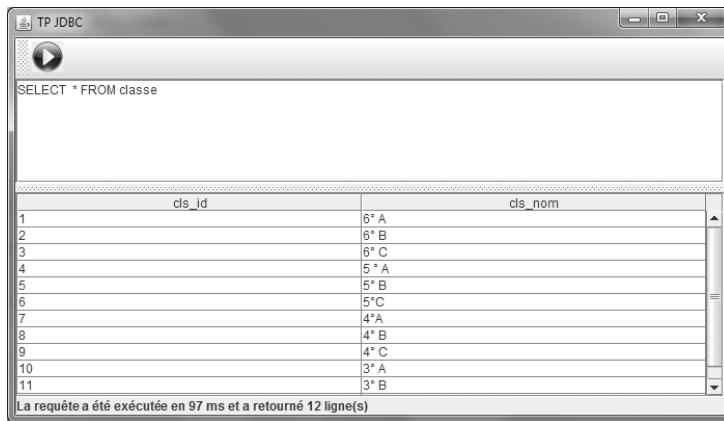 TP JDBC
SELECT * FROM classe
cls_id cls_nom
1 6° A
2 6° B
3 6° C
4 5 ° A
5 5° B
6 5°C
7 4°A
8 4° B
9 4° C
10 3° A
11 3° B
La requête a été exécutée en 97 ms et a retourné 12 ligne(s)